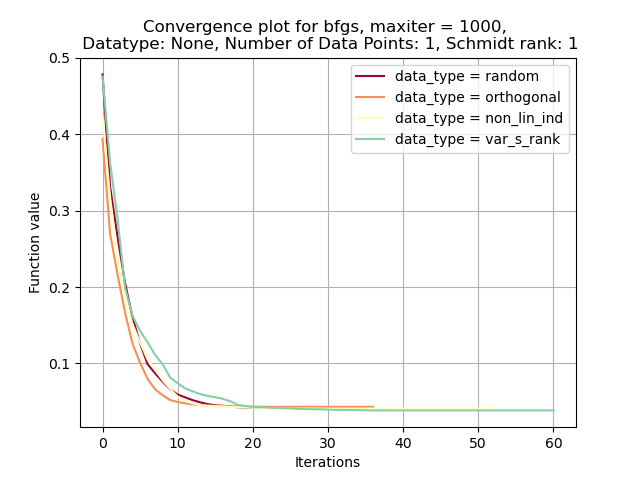 Convergence plot for bfgs, maxiter = 1000,
Datatype: None, Number of Data Points: 1, Schmidt rank: 1
0.5
0.4
0.3
0.2
0.1
Function value
data_type = random
data_type = orthogonal
data_type = non_lin_ind
data_type = var_s_rank
0 10 20 30 40 50 60
Iterations